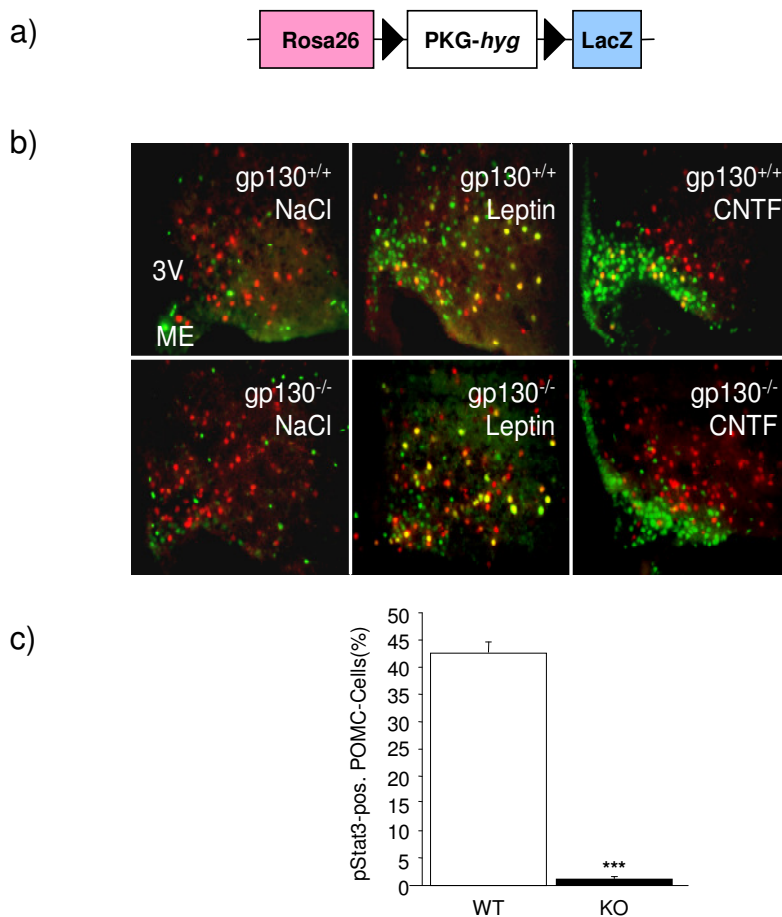 a)
Rosa26 PKG-hyg LacZ
b)
gp130+/+ NaCl
gp130+/+ Leptin
gp130+/+ CNTF
3V
ME
gp130-/- NaCl
gp130-/- Leptin
gp130-/- CNTF
c)
pStat3-pos. POMC-Cells(%)
50
45
40
35
30
25
20
15
10
5
0
***
WT KO